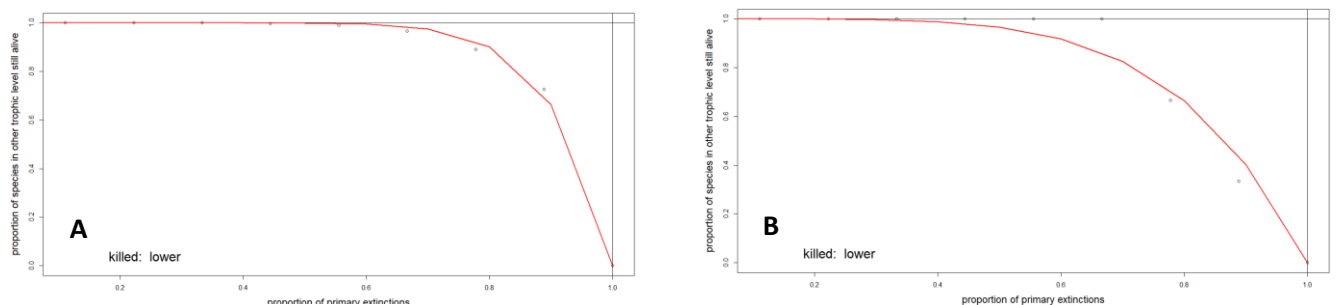 proportion of species in other trophic level still alive
1.0
0.8
0.6
0.4
0.2
0.0
A
killed: lower
0.2 0.4 0.6 0.8 1.0
proportion of primary extinctions
proportion of species in other trophic level still alive
1.0
0.8
0.6
0.4
0.2
0.0
B
killed: lower
0.2 0.4 0.6 0.8 1.0
proportion of primary extinctions